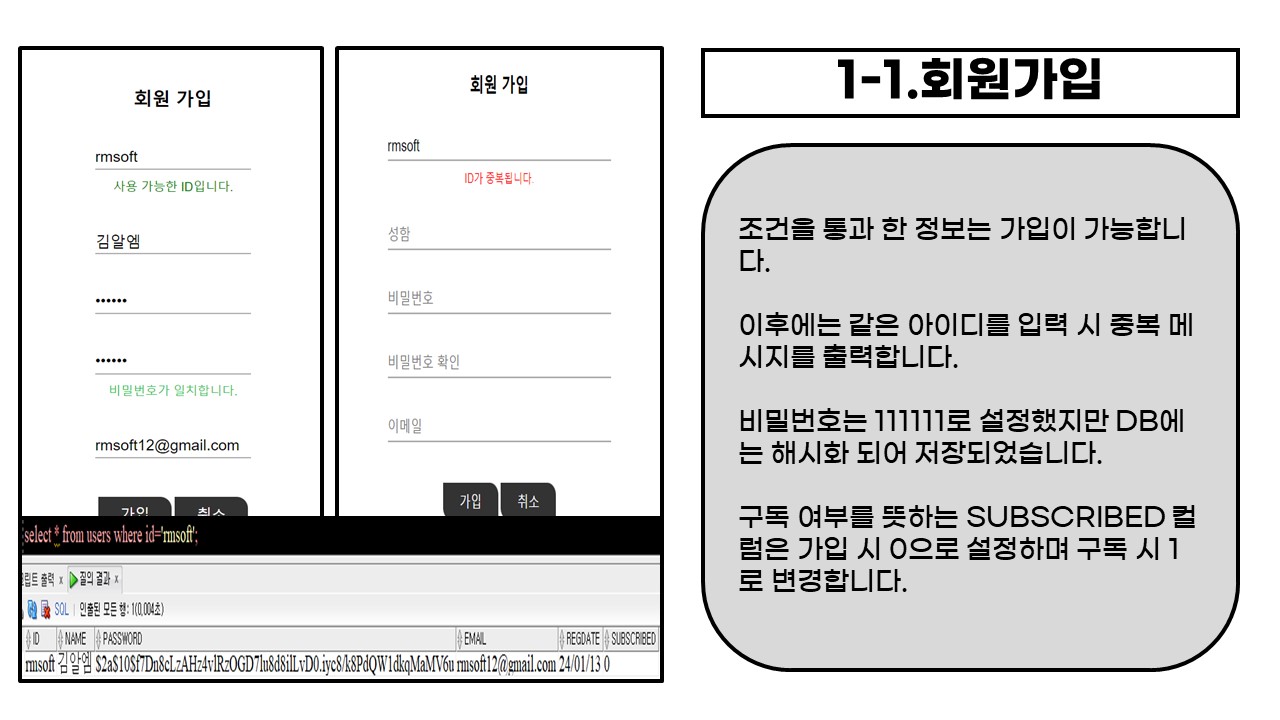 회원 가입
rmsoft
사용 가능한 ID입니다.
김알엠
••••••
••••••
비밀번호가 일치합니다.
rmsoft12@gmail.com
가입 취소
회원 가입
rmsoft
ID가 중복됩니다.
성함
비밀번호
비밀번호 확인
이메일
가입 취소
select * from users where id='rmsoft';
립트 출력 x 질의 결과 x
SQL | 인출된 모든 행: 1(0,004초)
ID NAME PASSWORD EMAIL REGDATE SUBSCRIBED
rmsoft 김알엠 $2a$10$f7Dn8cLzAHz4vlRzOGD7lu8d8ilLvD0.iyc8/k8PdQW1dkqMaMV6u rmsoft12@gmail.com 24/01/13 0
1-1.회원가입
조건을 통과 한 정보는 가입이 가능합니
다.
이후에는 같은 아이디를 입력 시 중복 메
시지를 출력합니다.
비밀번호는 111111로 설정했지만 DB에
는 해시화 되어 저장되었습니다.
구독 여부를 뜻하는 SUBSCRIBED 컬
럼은 가입 시 0으로 설정하며 구독 시 1
로 변경합니다.